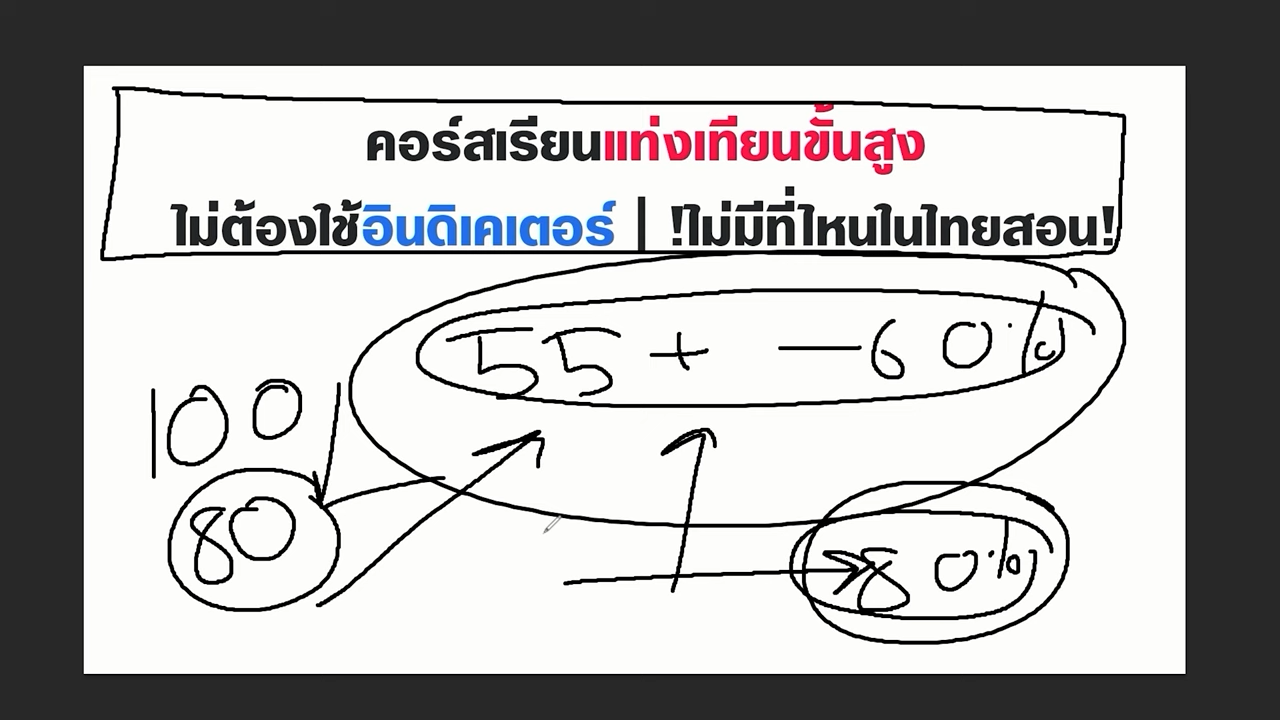 คอร์สเรียนแท่งเทียนขั้นสูง
ไม่ต้องใช้อินดิเคเตอร์ | !ไม่มีที่ไหนในไทยสอน!
55 + - 60%
100
80
80%